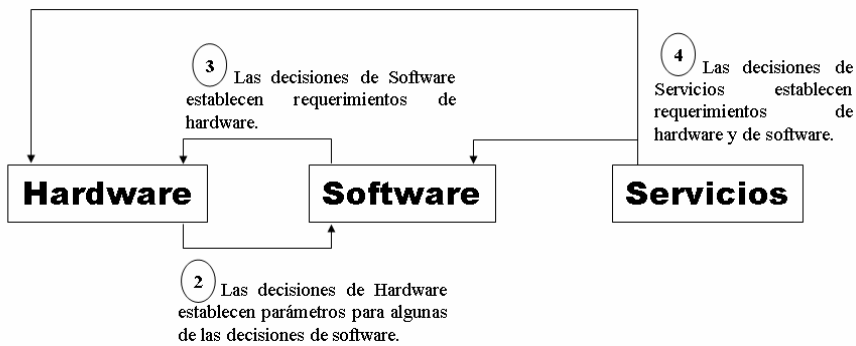 3 Las decisiones de Software
establecen requerimientos de
hardware.
4 Las decisiones de
Servicios establecen
requerimientos de
hardware y de software.
Hardware
Software
Servicios
2 Las decisiones de Hardware
establecen parámetros para algunas
de las decisiones de software.